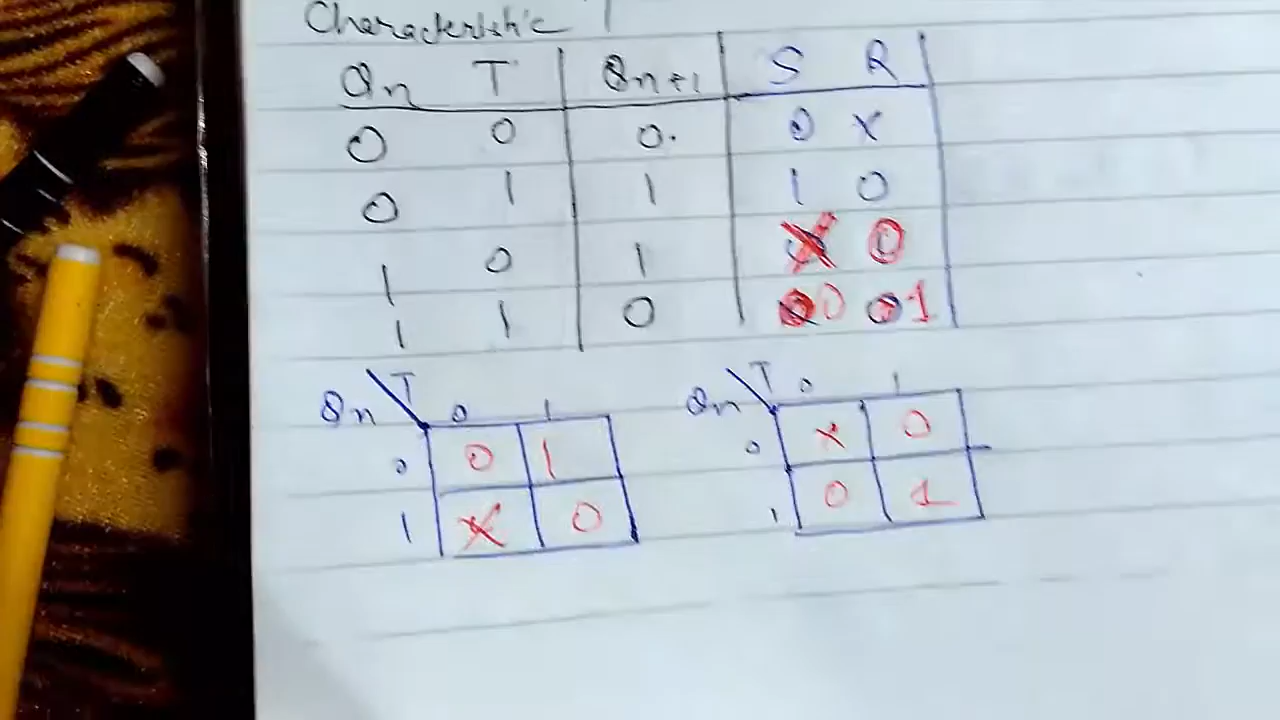 Characteristic
Qn T Qn+1 S R
0 0 0. 0 x
0 1 1 1 0
1 0 1 X 0
1 1 0 0 1
Qn T 0 1
0 0 1
1 X 0
Qn T 0 1
0 x 0
1 0 1